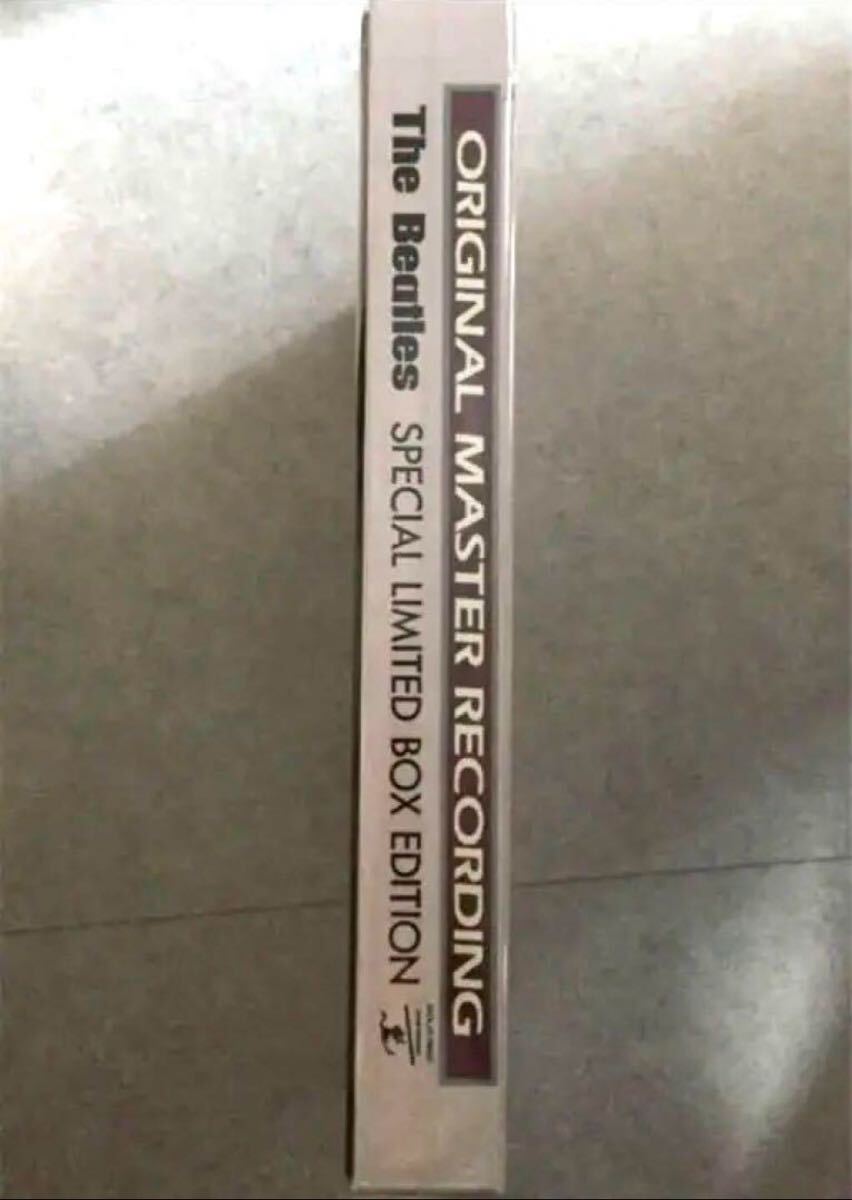 ORIGINAL MASTER RECORDING
The Beatles SPECIAL LIMITED BOX EDITION